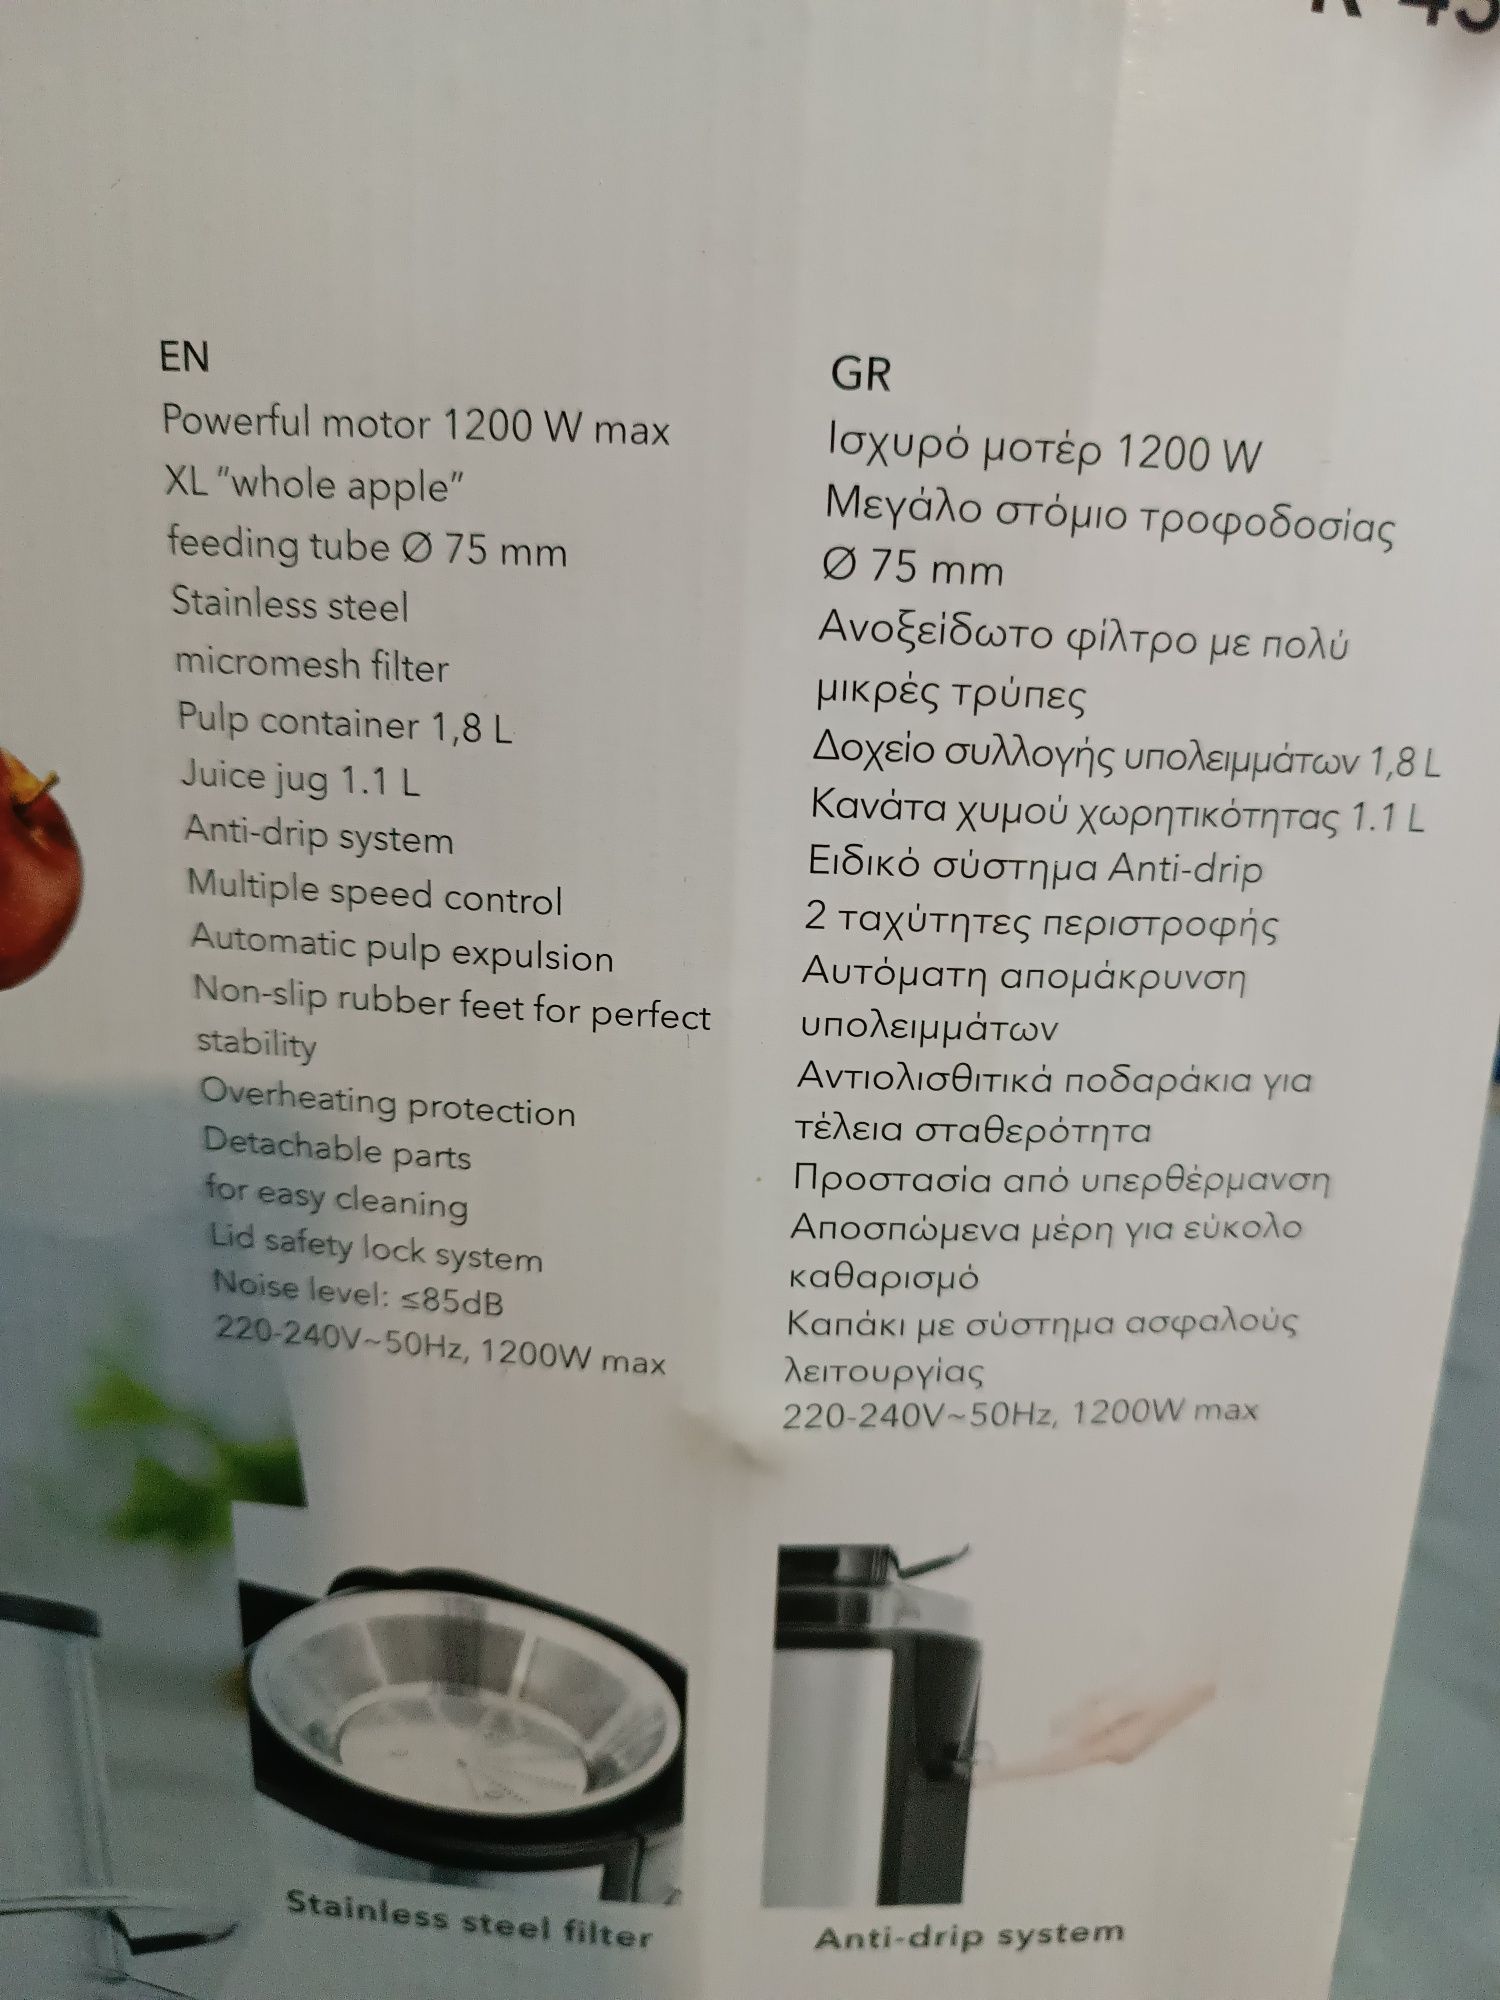 EN
Powerful motor 1200 W max
XL "whole apple"
feeding tube Ø 75 mm
Stainless steel
micromesh filter
Pulp container 1,8 L
Juice jug 1.1 L
Anti-drip system
Multiple speed control
Automatic pulp expulsion
Non-slip rubber feet for perfect
stability
Overheating protection
Detachable parts
for easy cleaning
Lid safety lock system
Noise level: ≤85dB
220-240V~50Hz, 1200W max
GR
Ισχυρό μοτέρ 1200 W
Μεγάλο στόμιο τροφοδοσίας
Ø 75 mm
Ανοξείδωτο φίλτρο με πολύ
μικρές τρύπες
Δοχείο συλλογής υπολειμμάτων 1,8 L
Κανάτα χυμού χωρητικότητας 1.1 L
Ειδικό σύστημα Anti-drip
2 ταχύτητες περιστροφής
Αυτόματη απομάκρυνση
υπολειμμάτων
Αντιολισθιτικά ποδαράκια για
τέλεια σταθερότητα
Προστασία από υπερθέρμανση
Αποσπώμενα μέρη για εύκολο
καθαρισμό
Καπάκι με σύστημα ασφαλούς
λειτουργίας
220-240V~50Hz, 1200W max
Stainless steel filter
Anti-drip system